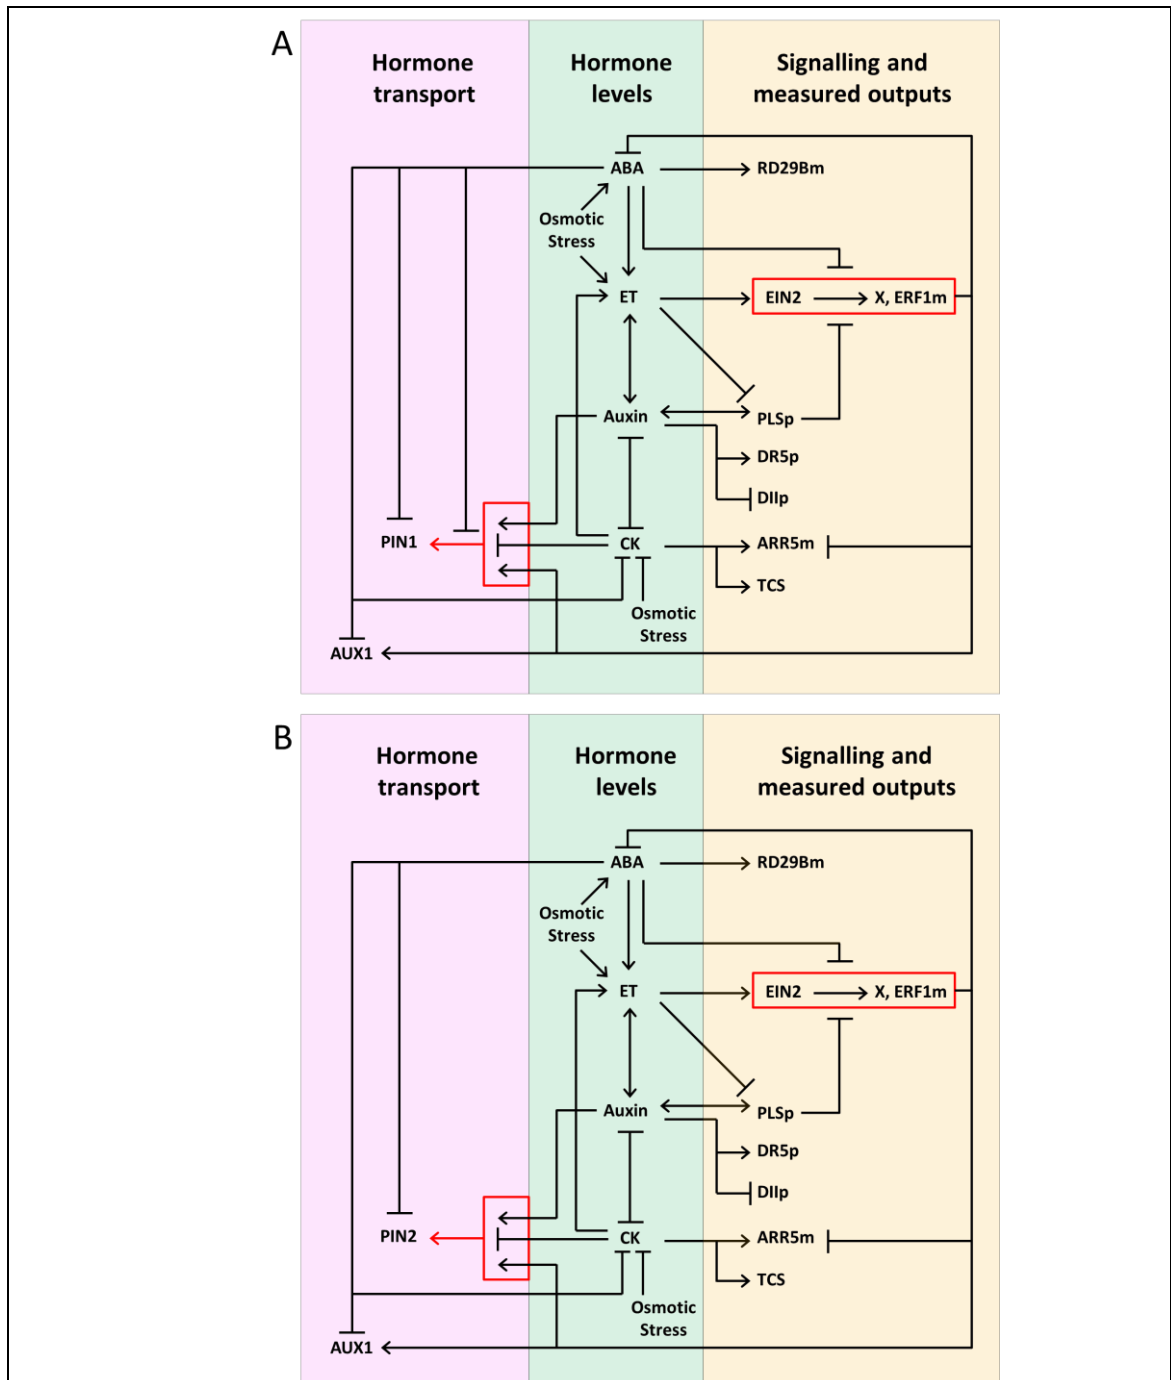 A
Hormone transport
Hormone levels
Signalling and measured outputs
ABA
RD29Bm
Osmotic
Stress
ET
EIN2
X, ERF1m
Auxin
PLSp
DR5p
DIIp
PIN1
CK
ARR5m
TCS
Osmotic
Stress
AUX1
B
Hormone transport
Hormone levels
Signalling and measured outputs
ABA
RD29Bm
Osmotic
Stress
ET
EIN2
X, ERF1m
Auxin
PLSp
DR5p
DIIp
PIN2
CK
ARR5m
TCS
Osmotic
Stress
AUX1